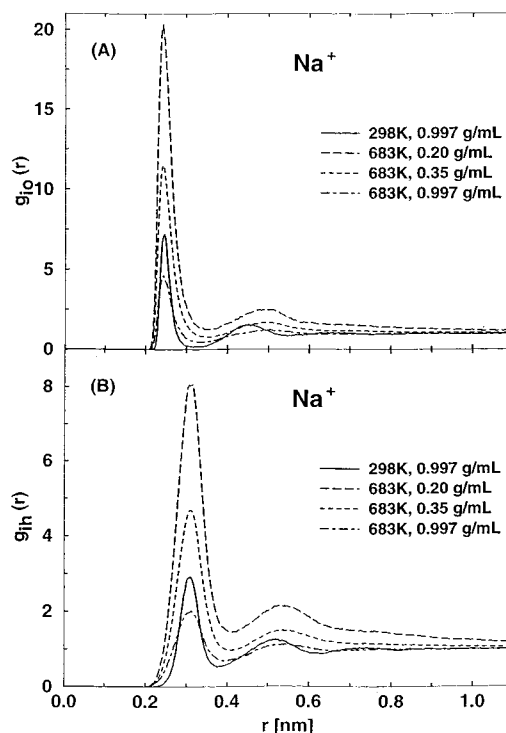 20
(A)
Na+
15
298K, 0.997 g/mL
683K, 0.20 g/mL
683K, 0.35 g/mL
683K, 0.997 g/mL
gio(r)
10
5
0
8
(B)
Na+
6
298K, 0.997 g/mL
683K, 0.20 g/mL
683K, 0.35 g/mL
683K, 0.997 g/mL
gih(r)
4
2
0
0.0 0.2 0.4 0.6 0.8 1.0
r [nm]